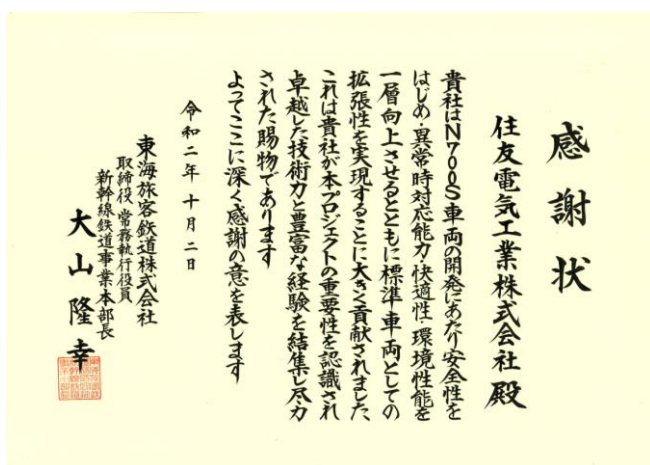 感謝状
住友電気工業株式会社殿
貴社はN700S車両の開発にあたり安全性を
はじめ・異常時対応能力・快適性・環境性能を
一層向上させるとともに標準車両としての
拡張性を実現することに大きく貢献されました、
これは貴社が本プロジェクトの重要性を認識され
卓越した技術力と豊富な経験を結集し尽力
された賜物であります
よってここに深く感謝の意を表します
令和二年十月二日
東海旅客鉄道株式会社
取締役 常務執行役員
新幹線鉄道事業本部長
大山隆幸